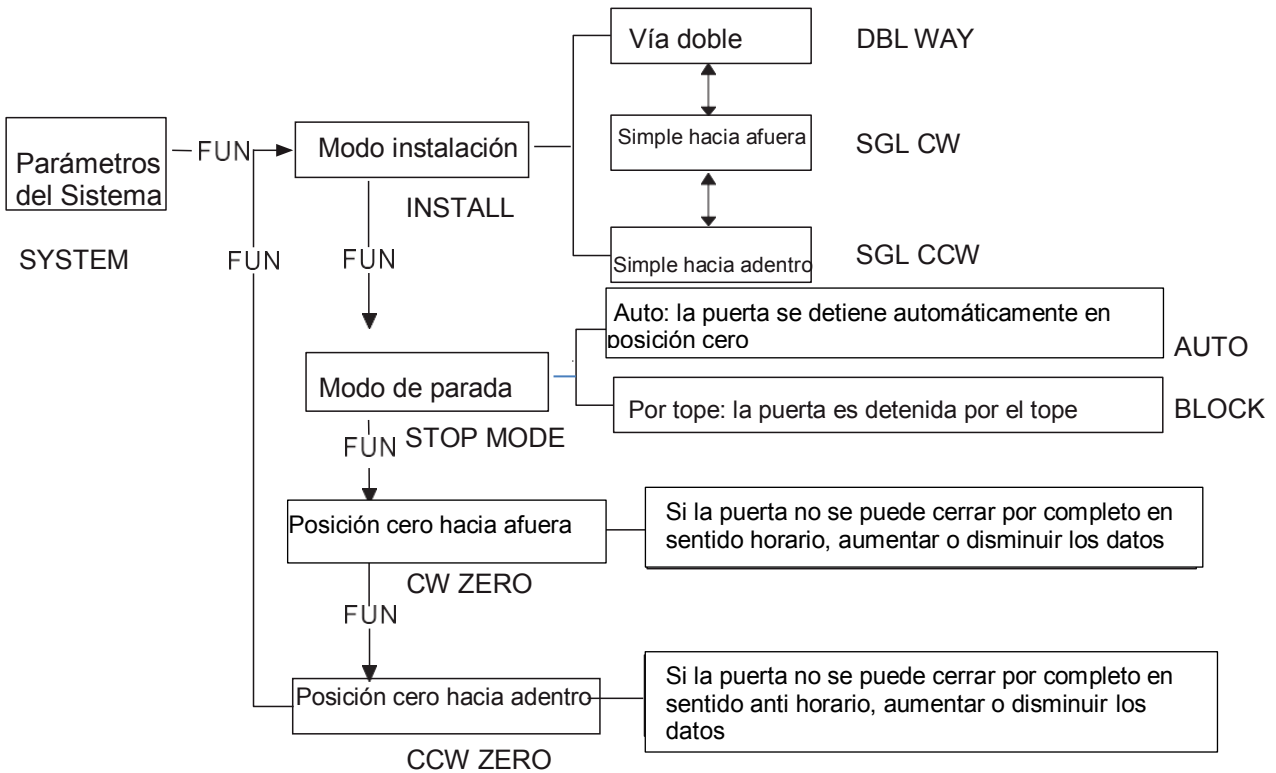 Vía doble
DBL WAY
Simple hacia afuera
SGL CW
Simple hacia adentro
SGL CCW
Parámetros
del Sistema
SYSTEM
FUN
Modo instalación
INSTALL
FUN
FUN
Auto: la puerta se detiene automáticamente en
posición cero
AUTO
Modo de parada
STOP MODE
Por tope: la puerta es detenida por el tope
BLOCK
FUN
Posición cero hacia afuera
CW ZERO
Si la puerta no se puede cerrar por completo en
sentido horario, aumentar o disminuir los datos
FUN
Posición cero hacia adentro
CCW ZERO
Si la puerta no se puede cerrar por completo en
sentido anti horario, aumentar o disminuir los
datos